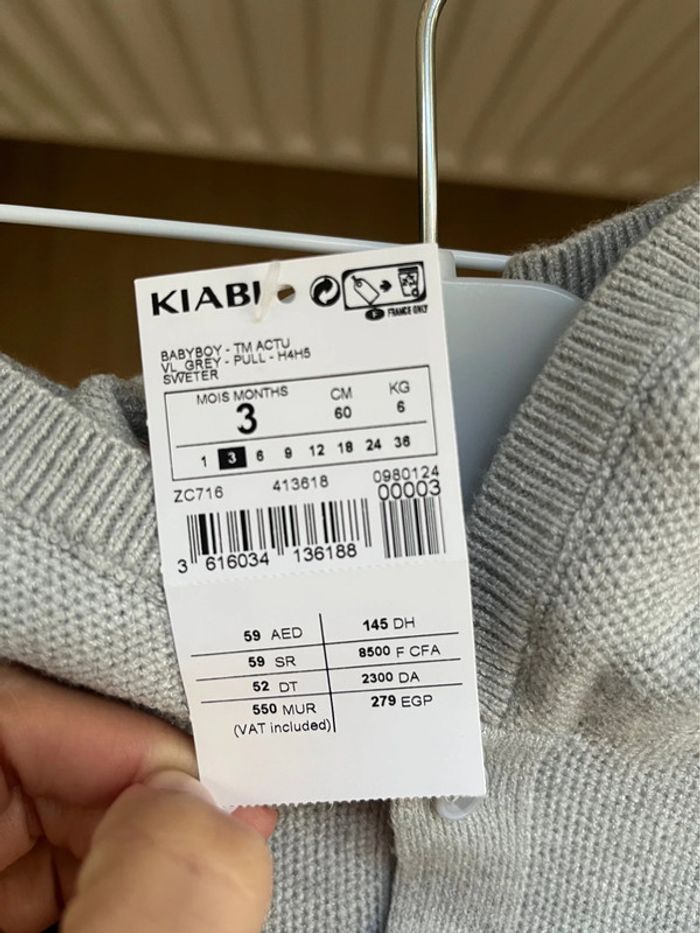 KIABI
FRANCE ONLY
BABYBOY - TM ACTU
VL_GREY - PULL - H4H5
SWETER
MOIS MONTHS CM KG
3 60 6
1 3 6 9 12 18 24 36
ZC716 413618 0980124
00003
3 616034 136188
59 AED 145 DH
59 SR 8500 F CFA
52 DT 2300 DA
550 MUR 279 EGP
(VAT included)